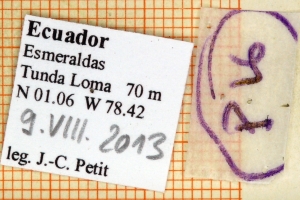 Ecuador
Esmeraldas
Tunda Loma 70 m
N 01.06 W 78.42
9.VIII. 2013
leg. J.-C. Petit